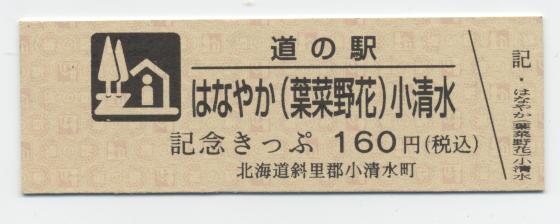 道の駅
はなやか(葉菜野花)小清水
記念きっぷ 160円(税込)
北海道斜里郡小清水町
記・はなやか(葉菜野花)小清水